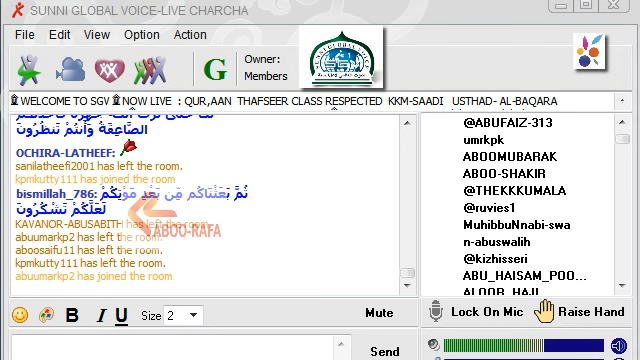 SUNNI GLOBAL VOICE-LIVE CHARCHA
File Edit View Option Action
G Owner:
Members
WELCOME TO SGV NOW LIVE : QUR,AAN THAFSEER CLASS RESPECTED KKM-SAADI USTHAD- AL-BAQARA
الصَّاعِقَةُ وَأَنتُمْ تَنظُرُونَ
OCHIRA-LATHEEF:
sanilatheefi2001 has left the room.
kpmkutty111 has joined the room
bismillah_786: ثُمَّ بَعَثْنَاكُم مِّن بَعْدِ مَوْتِكُمْ
لَعَلَّكُمْ تَشْكُرُونَ
KAVANOR-ABUSABITH has left the room.
ABOO-RAFA
abuumarkp2 has left the room.
aboosaifu11 has left the room.
kpmkutty111 has left the room.
abuumarkp2 has joined the room
@ABUFAIZ-313
umrkpk
ABOOMUBARAK
ABOO-SHAKIR
@THEKKKUMALA
@ruvies1
MuhibbuNnabi-swa
n-abuswalih
@kizhisseri
ABU_HAISAM_POO...
ALOOR_HAJI
B I U Size 2 Mute
Lock On Mic Raise Hand
Send